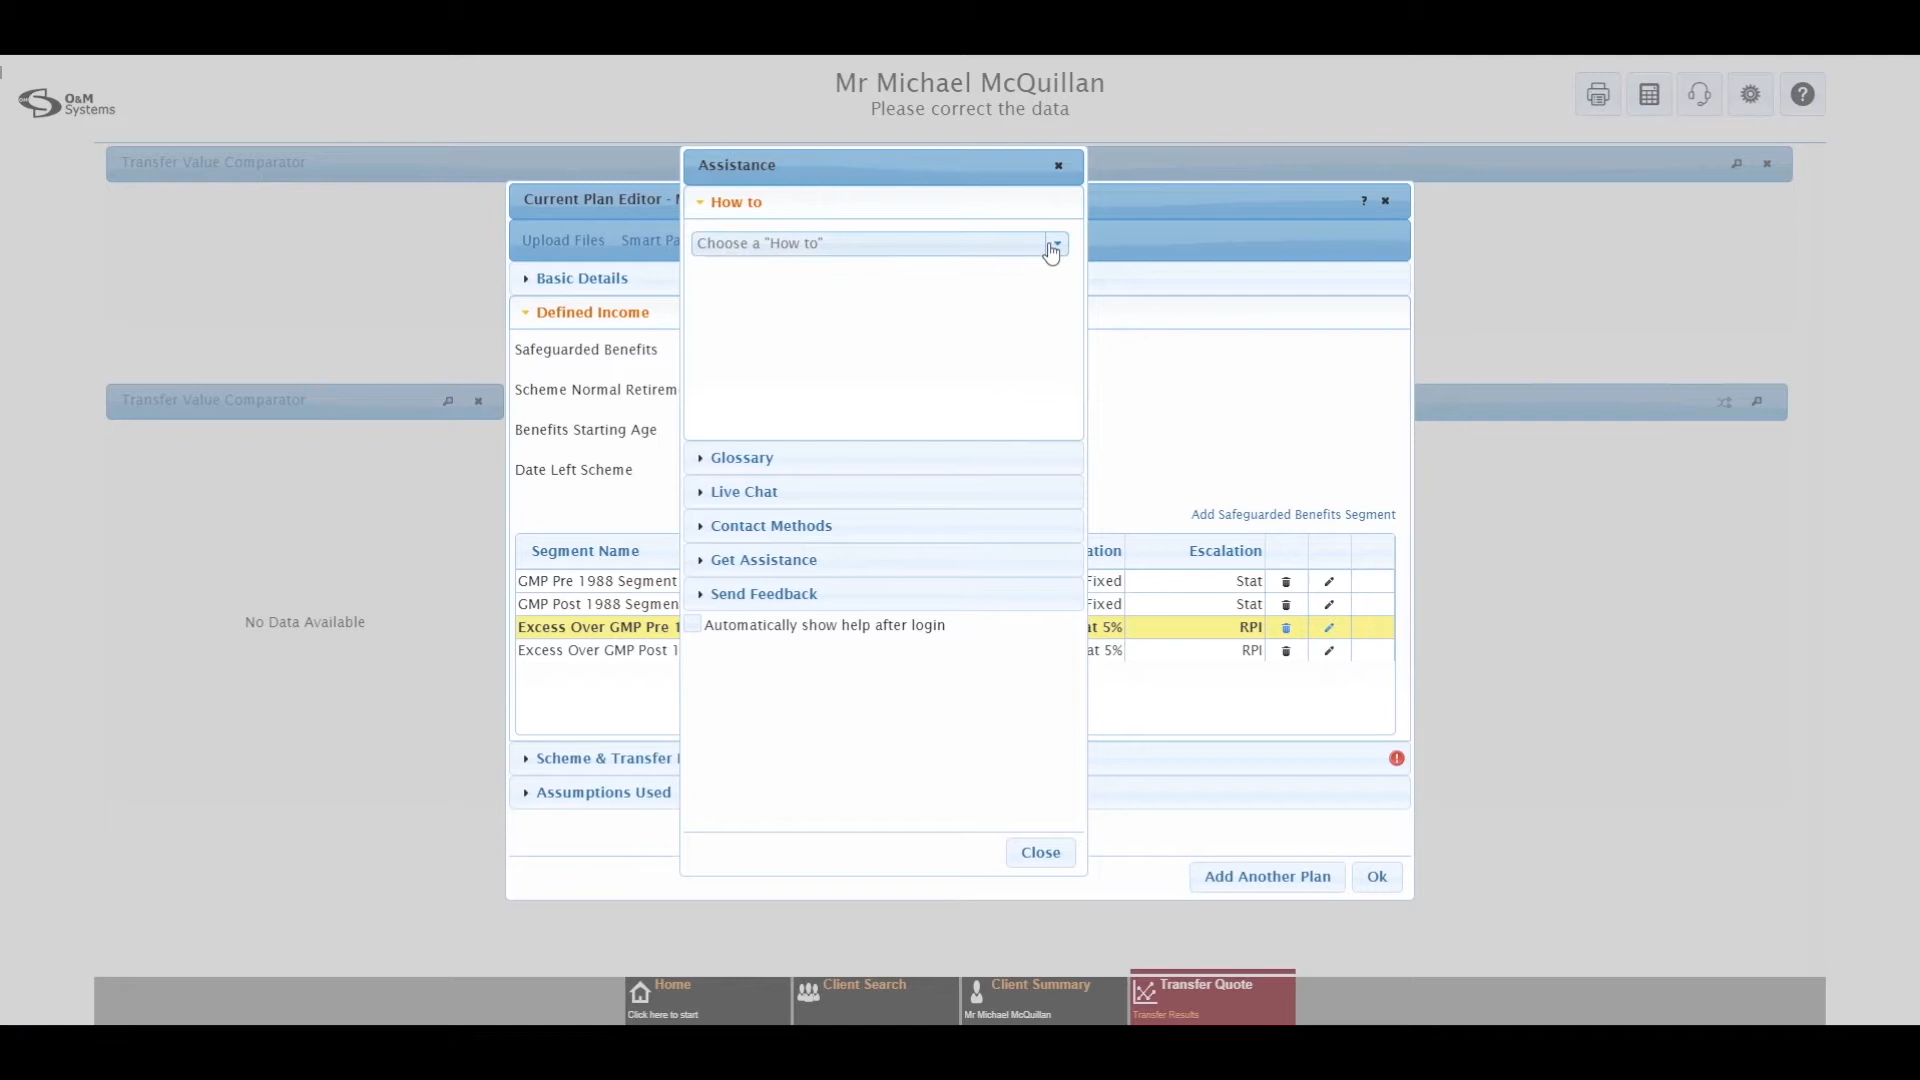 O&M
Systems
Mr Michael McQuillan
Please correct the data
Transfer Value Comparator
Assistance
How to
Choose a "How to"
Glossary
Live Chat
Contact Methods
Get Assistance
Send Feedback
Automatically show help after login
Close
Current Plan Editor -
Upload Files Smart Pa
Basic Details
Defined Income
Safeguarded Benefits
Scheme Normal Retirem
Benefits Starting Age
Date Left Scheme
Add Safeguarded Benefits Segment
Segment Name ation Escalation
GMP Pre 1988 Segment Fixed Stat
GMP Post 1988 Segmen Fixed Stat
Excess Over GMP Pre 1 at 5% RPI
Excess Over GMP Post 1 at 5% RPI
Scheme & Transfer
Assumptions Used
Add Another Plan Ok
Transfer Value Comparator
No Data Available
Home
Click here to start
Client Search
Client Summary
Mr Michael McQuillan
Transfer Quote
Transfer Results